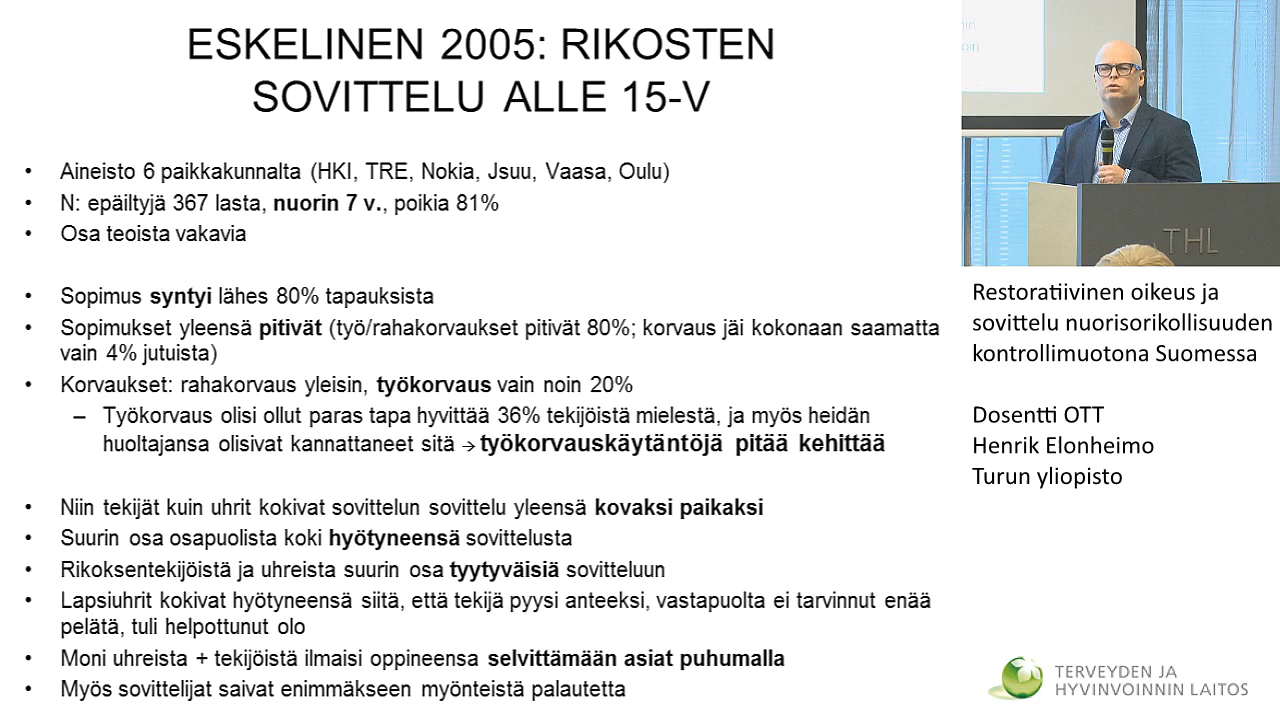 ESKELINEN 2005: RIKOSTEN
SOVITTELU ALLE 15-V
• Aineisto 6 paikkakunnalta (HKI, TRE, Nokia, Jsuu, Vaasa, Oulu)
• N: epäiltyjä 367 lasta, nuorin 7 v., poikia 81%
• Osa teoista vakavia
• Sopimus syntyi lähes 80% tapauksista
• Sopimukset yleensä pitivät (työ/rahakorvaukset pitivät 80%; korvaus jäi kokonaan saamatta
vain 4% jutuista)
• Korvaukset: rahakorvaus yleisin, työkorvaus vain noin 20%
– Työkorvaus olisi ollut paras tapa hyvittää 36% tekijöistä mielestä, ja myös heidän
huoltajansa olisivat kannattaneet sitä → työkorvauskäytäntöjä pitää kehittää
• Niin tekijät kuin uhrit kokivat sovittelun sovittelu yleensä kovaksi paikaksi
• Suurin osa osapuolista koki hyötyneensä sovittelusta
• Rikoksentekijöistä ja uhreista suurin osa tyytyväisiä sovitteluun
• Lapsiuhrit kokivat hyötyneensä siitä, että tekijä pyysi anteeksi, vastapuolta ei tarvinnut enää
pelätä, tuli helpottunut olo
• Moni uhreista + tekijöistä ilmaisi oppineensa selvittämään asiat puhumalla
• Myös sovittelijat saivat enimmäkseen myönteistä palautetta
THL
Restoratiivinen oikeus ja
sovittelu nuorisorikollisuuden
kontrollimuotona Suomessa
Dosentti OTT
Henrik Elonheimo
Turun yliopisto
TERVEYDEN JA
HYVINVOINNIN LAITOS